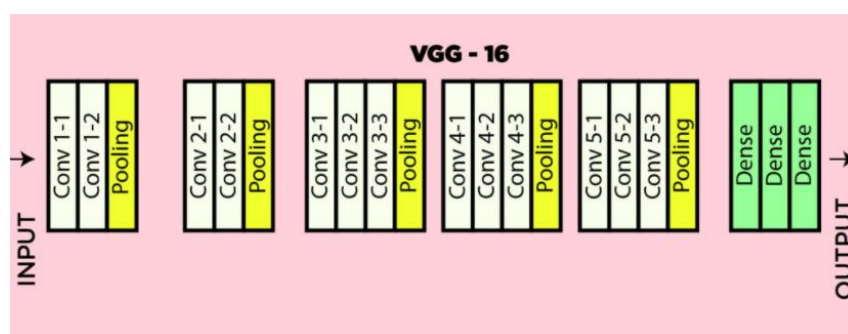 VGG - 16
INPUT
Conv 1-1
Conv 1-2
Pooling
Conv 2-1
Conv 2-2
Pooling
Conv 3-1
Conv 3-2
Conv 3-3
Pooling
Conv 4-1
Conv 4-2
Conv 4-3
Pooling
Conv 5-1
Conv 5-2
Conv 5-3
Pooling
Dense
Dense
Dense
OUTPUT